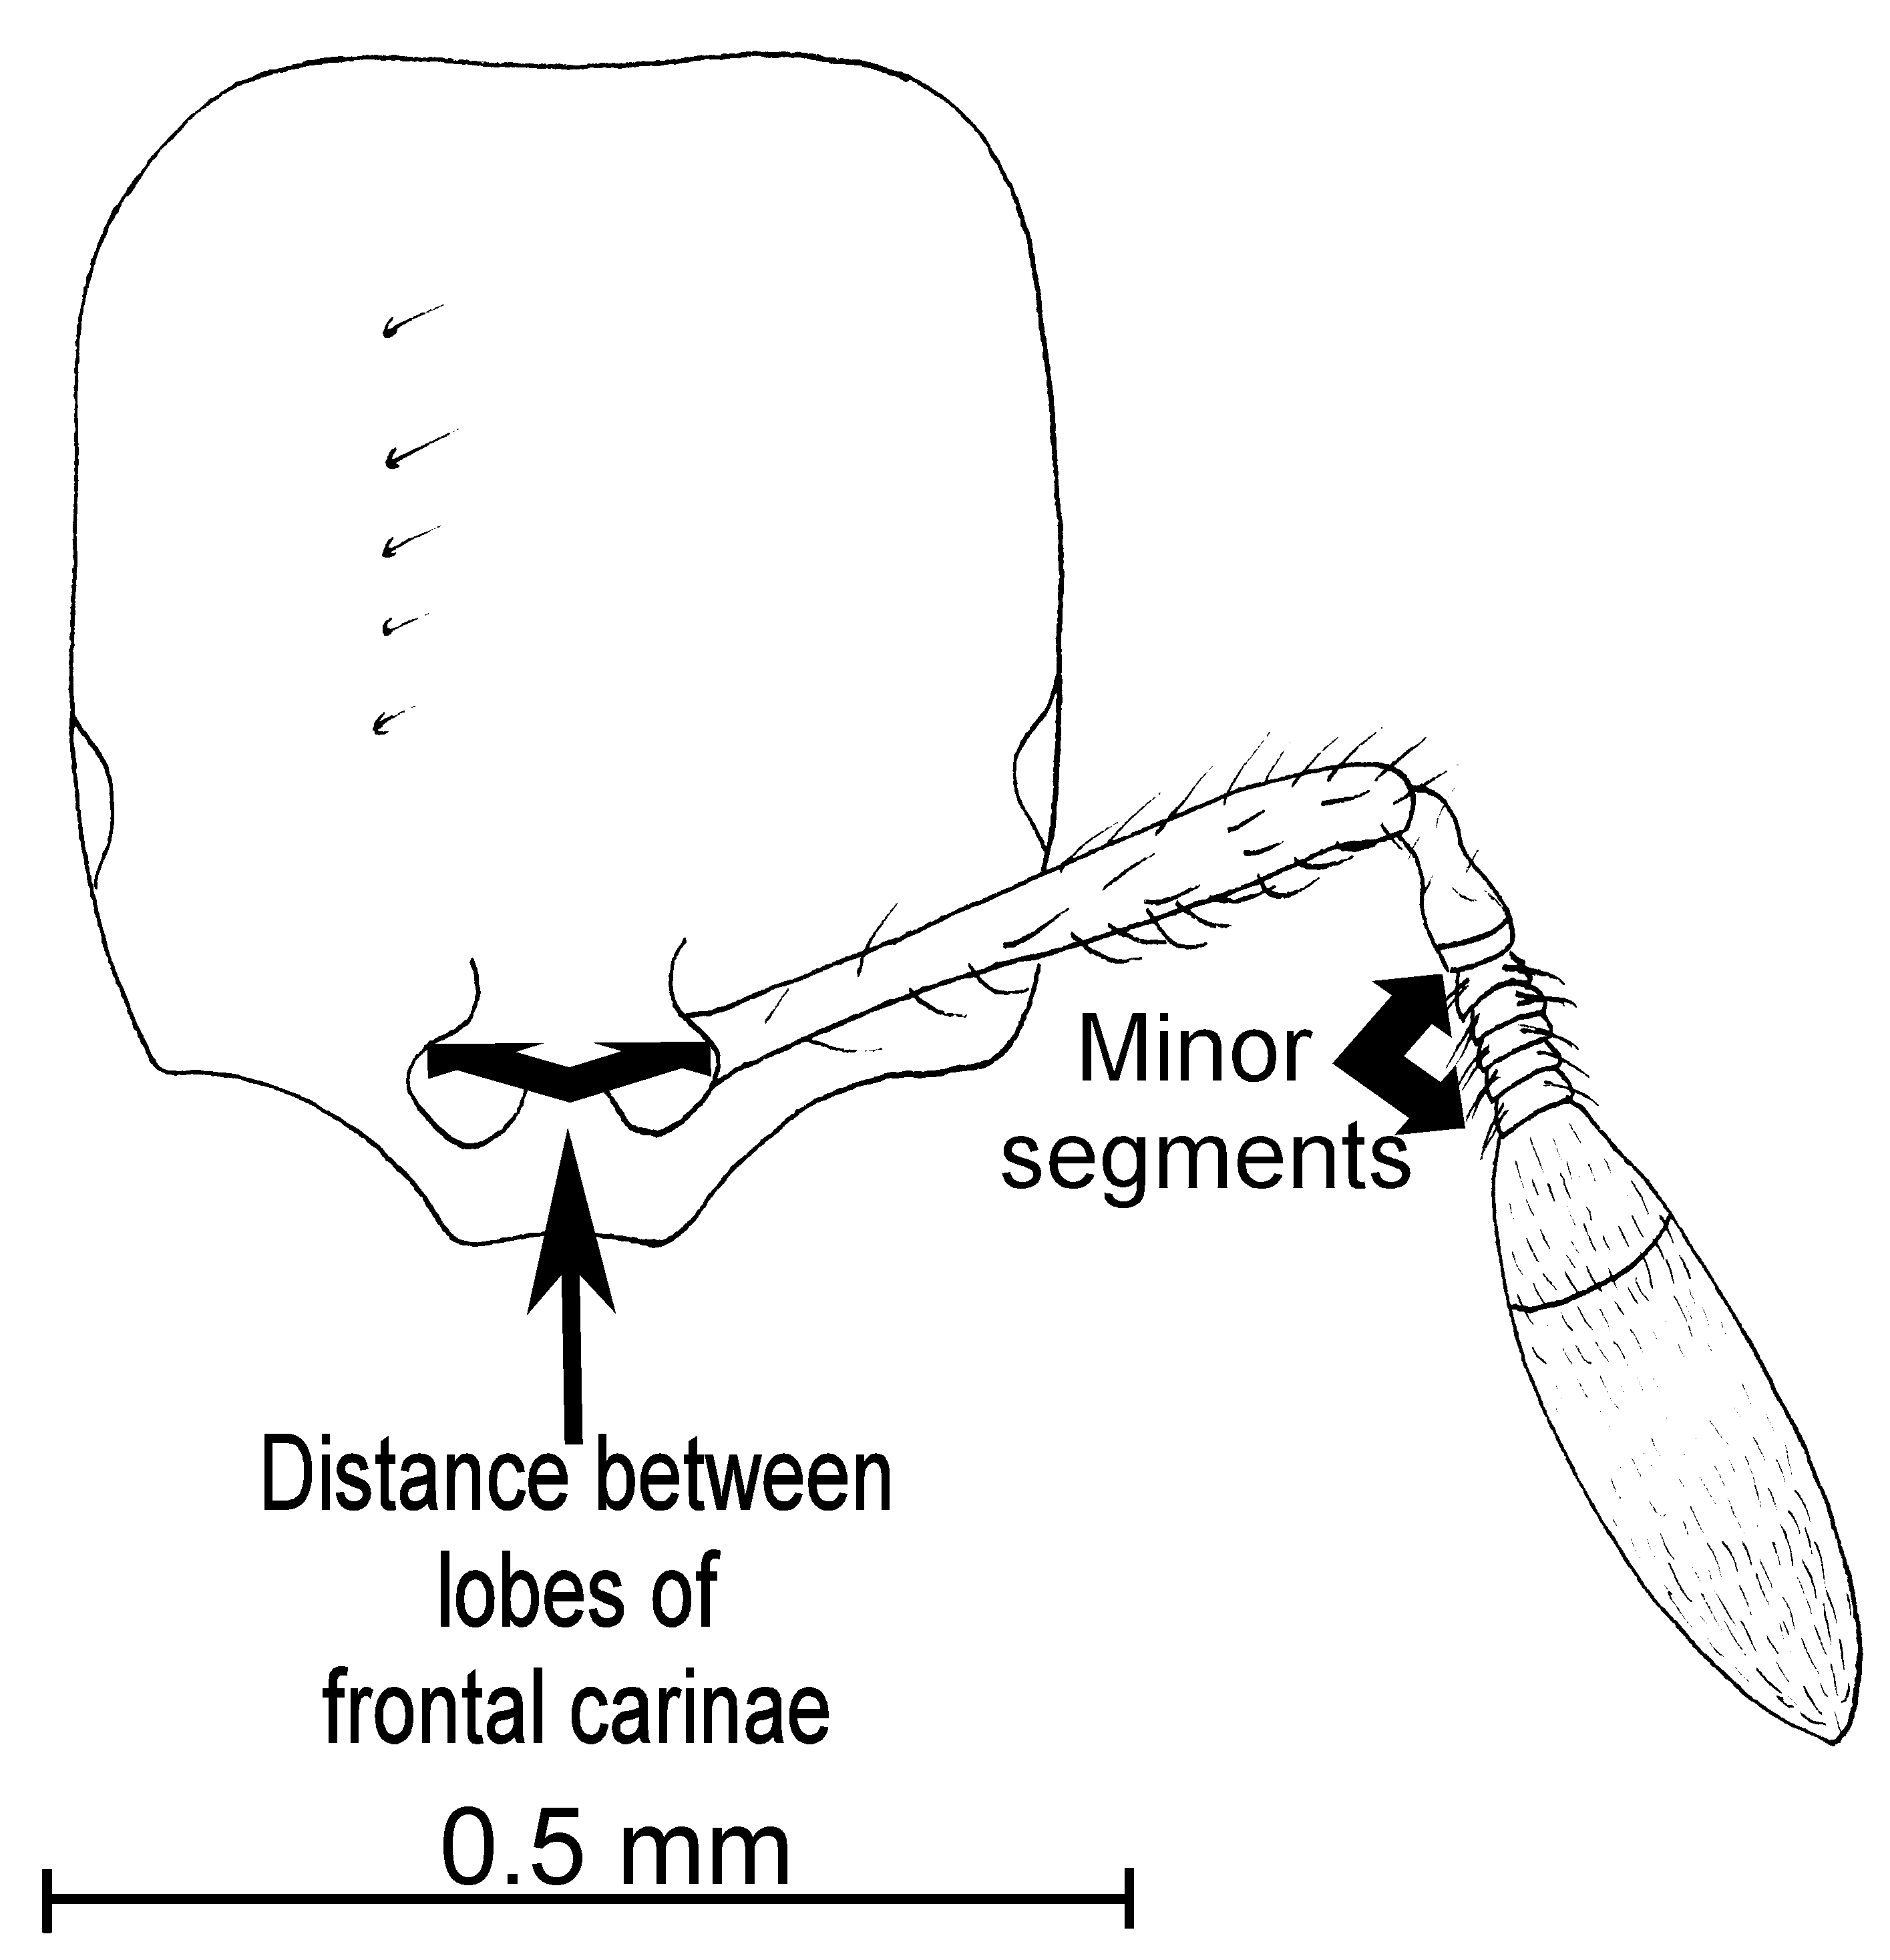 Minor
segments
Distance between
lobes of
frontal carinae
0.5 mm